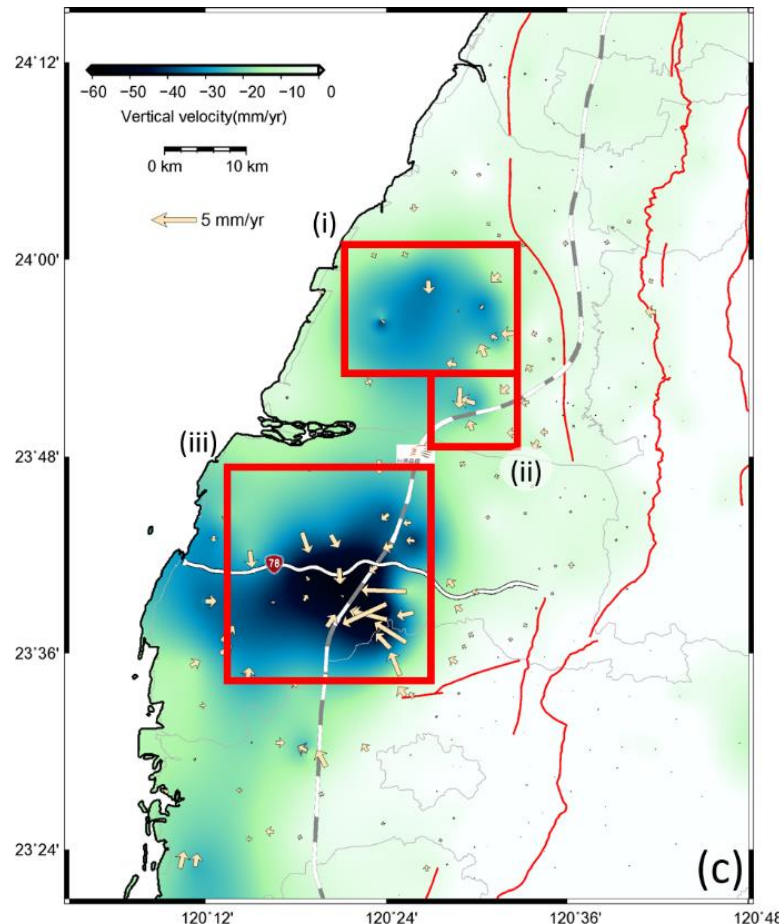 24°12'
−60 −50 −40 −30 −20 −10 0
Vertical velocity(mm/yr)
0 km 10 km
5 mm/yr
(i)
24°00'
(iii)
23°48'
(ii)
78
23°36'
23°24'
(c)
120°12' 120°24' 120°36' 120°48'